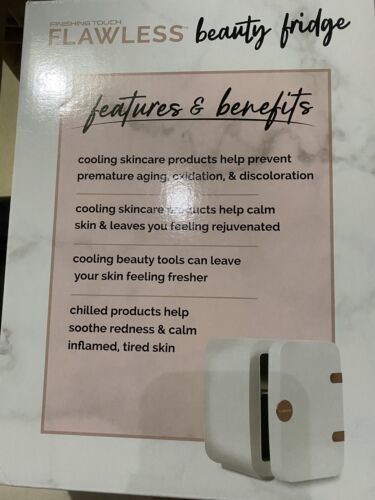 FINISHING TOUCH
FLAWLESS™ beauty fridge
features & benefits
cooling skincare products help prevent
premature aging, oxidation, & discoloration
cooling skincare products help calm
skin & leaves you feeling rejuvenated
cooling beauty tools can leave
your skin feeling fresher
chilled products help
soothe redness & calm
inflamed, tired skin